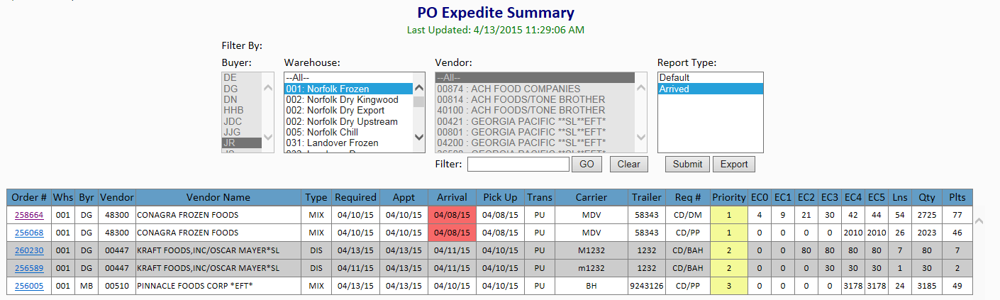 PO Expedite Summary
Last Updated: 4/13/2015 11:29:06 AM
Filter By:
Buyer: Warehouse: Vendor: Report Type:
DE --All-- --All-- Default
DG 001: Norfolk Frozen 00874 : ACH FOOD COMPANIES Arrived
DN 002: Norfolk Dry Kingwood 00814 : ACH FOODS/TONE BROTHER
HHB 002: Norfolk Dry Export 40100 : ACH FOODS/TONE BROTHER
JDC 002: Norfolk Dry Upstream 00421 : GEORGIA PACIFIC **SL**EFT*
JJG 005: Norfolk Chill 00801 : GEORGIA PACIFIC **SL**EFT*
JR 031: Landover Frozen 04200 : GEORGIA PACIFIC **SL**EFT*
GEORGIA PACIFIC **SL**EFT*
Filter: GO Clear Submit Export
Order # Whs Byr Vendor Vendor Name Type Required Appt Arrival Pick Up Trans Carrier Trailer Req # Priority EC0 EC1 EC2 EC3 EC4 EC5 Lns Qty Plts
258664 001 DG 48300 CONAGRA FROZEN FOODS MIX 04/10/15 04/10/15 04/08/15 04/08/15 PU MDV 58343 CD/DM 1 4 9 21 30 42 44 54 2725 77
256068 001 DG 48300 CONAGRA FROZEN FOODS MIX 04/10/15 04/10/15 04/08/15 04/08/15 PU MDV 58343 CD/PP 1 0 0 0 0 2010 2010 26 2023 46
260230 001 DG 00447 KRAFT FOODS,INC/OSCAR MAYER*SL DIS 04/13/15 04/13/15 04/11/15 04/10/15 PU M1232 1232 CD/BAH 2 0 0 80 80 80 80 7 80 7
256589 001 DG 00447 KRAFT FOODS,INC/OSCAR MAYER*SL DIS 04/11/15 04/13/15 04/11/15 04/10/15 PU m1232 1232 CD/BAH 2 0 0 0 30 30 30 1 30 2
256005 001 MB 00510 PINNACLE FOODS CORP *EFT* MIX 04/13/15 04/13/15 04/10/15 04/10/15 PU BH 9243126 CD/PP 3 0 0 0 0 3178 3178 24 3185 49